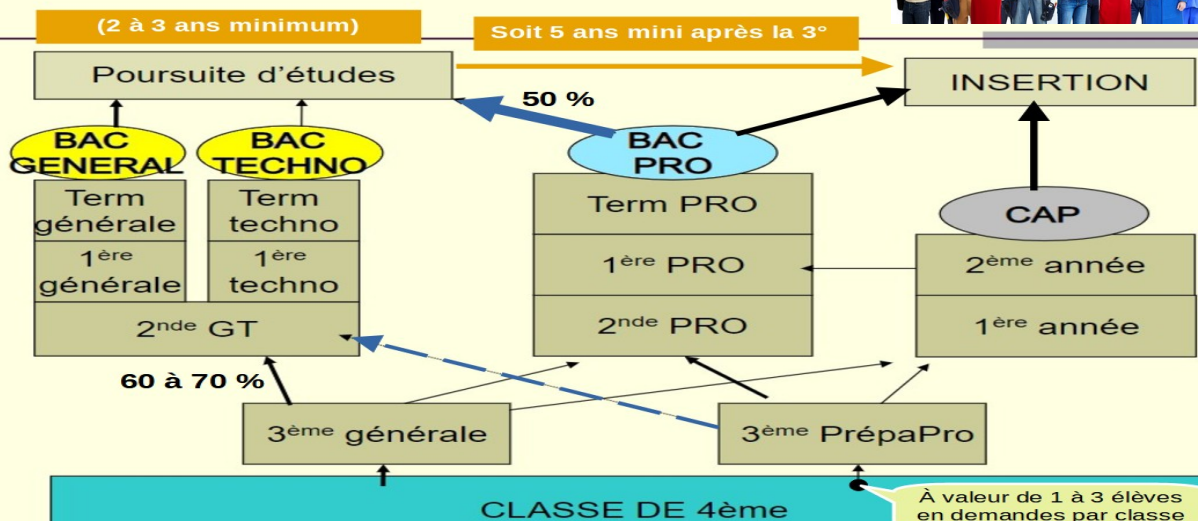 (2 à 3 ans minimum)
Soit 5 ans mini après la 3°
Poursuite d'études
INSERTION
50 %
BAC
GENERAL
BAC
TECHNO
BAC
PRO
CAP
Term
générale
Term
techno
Term PRO
1ère
générale
1ère
techno
1ère PRO
2ème année
2nde GT
2nde PRO
1ère année
60 à 70 %
3ème générale
3ème PrépaPro
CLASSE DE 4ème
À valeur de 1 à 3 élèves
en demandes par classe